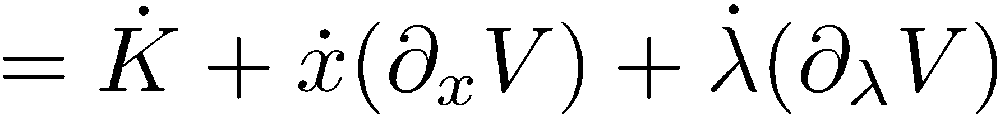 = K̇ + ẋ(∂ₓV) + λ̇(∂_λV)